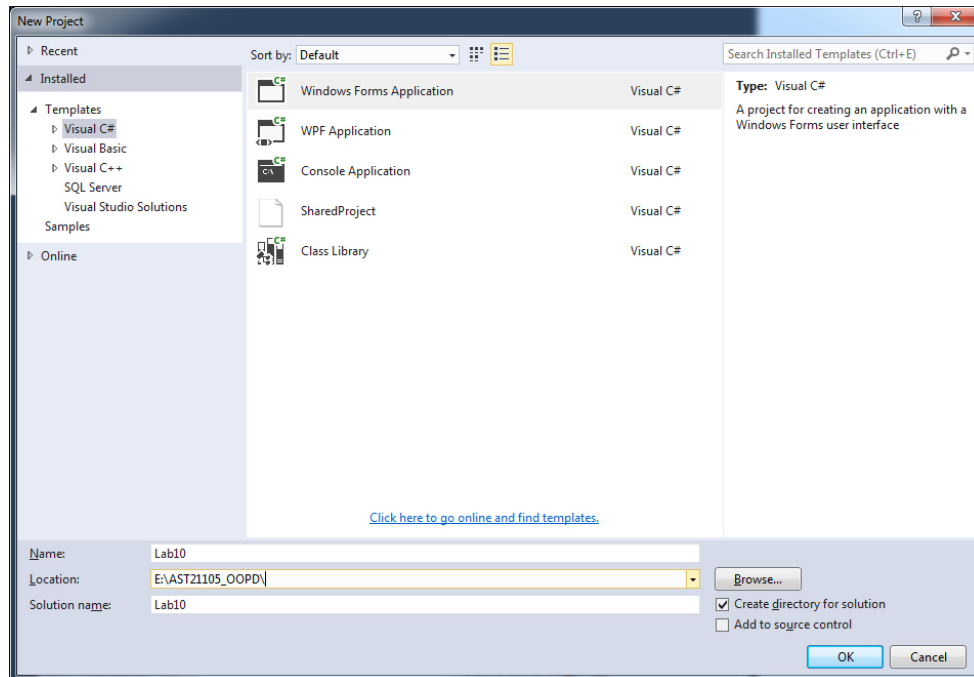 New Project
Recent
Installed
Templates
Visual C#
Visual Basic
Visual C++
SQL Server
Visual Studio Solutions
Samples
Online
Sort by: Default
Search Installed Templates (Ctrl+E)
Windows Forms Application Visual C#
WPF Application Visual C#
Console Application Visual C#
SharedProject Visual C#
Class Library Visual C#
Click here to go online and find templates.
Type: Visual C#
A project for creating an application with a
Windows Forms user interface
Name: Lab10
Location: E:\AST21105_OOPD\
Browse...
Solution name: Lab10
Create directory for solution
Add to source control
OK Cancel